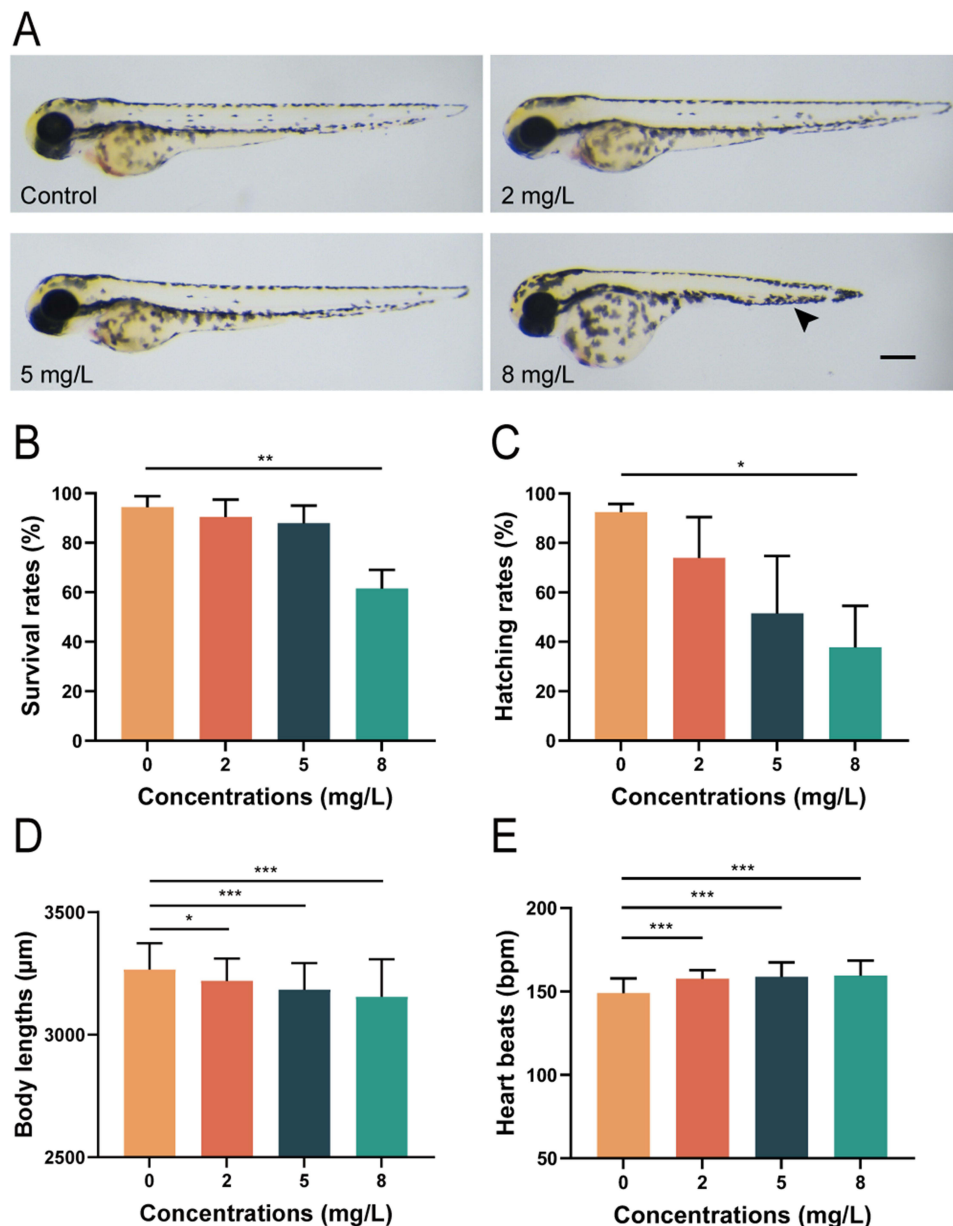 A
Control
2 mg/L
5 mg/L
8 mg/L
B
**
Survival rates (%)
100
80
60
40
20
0
0 2 5 8
Concentrations (mg/L)
C
*
Hatching rates (%)
100
80
60
40
20
0
0 2 5 8
Concentrations (mg/L)
D
***
***
*
Body lengths (µm)
3500
3000
2500
0 2 5 8
Concentrations (mg/L)
E
***
***
***
Heart beats (bpm)
200
150
100
50
0 2 5 8
Concentrations (mg/L)